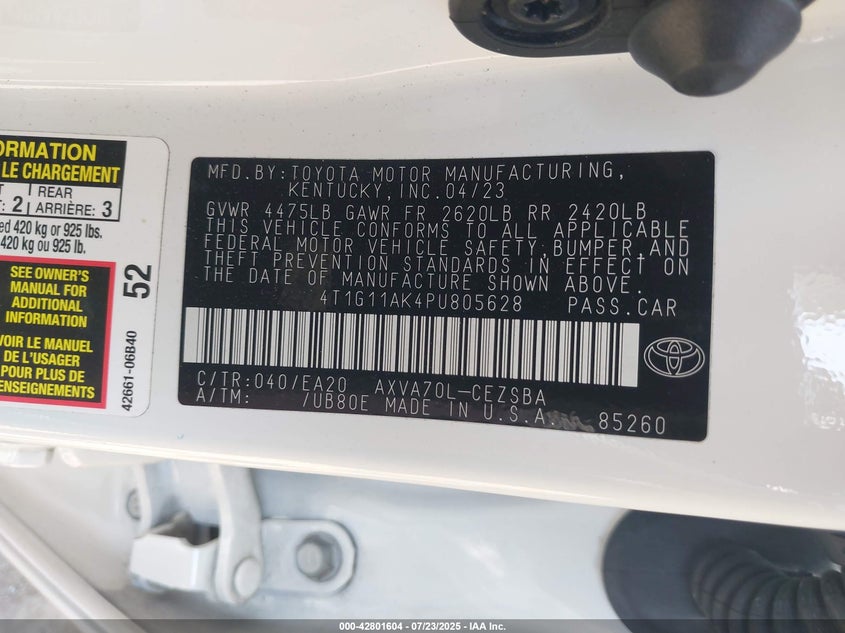 ORMATION
LE CHARGEMENT
REAR
2 ARRIÈRE: 3
ed 420 kg or 925 lbs.
420 kg ou 925 lb.
SEE OWNER'S
MANUAL FOR
ADDITIONAL
INFORMATION
VOIR LE MANUEL
DE L'USAGER
POUR PLUS DE
RENSEIGNEMENTS
52
42661-06B40
MFD.BY:TOYOTA MOTOR MANUFACTURING,
KENTUCKY,INC.04/23
GVWR 4475LB GAWR FR 2620LB RR 2420LB
THIS VEHICLE CONFORMS TO ALL APPLICABLE
FEDERAL MOTOR VEHICLE SAFETY,BUMPER,AND
THEFT PREVENTION STANDARDS IN EFFECT ON
THE DATE OF MANUFACTURE SHOWN ABOVE.
4T1G11AK4PU805628 PASS.CAR
C/TR:040/EA20 AXVA70L-CEZSBA
A/TM: /UB80E MADE IN U.S.A. 85260
000-42801604 - 07/23/2025 - IAA Inc.